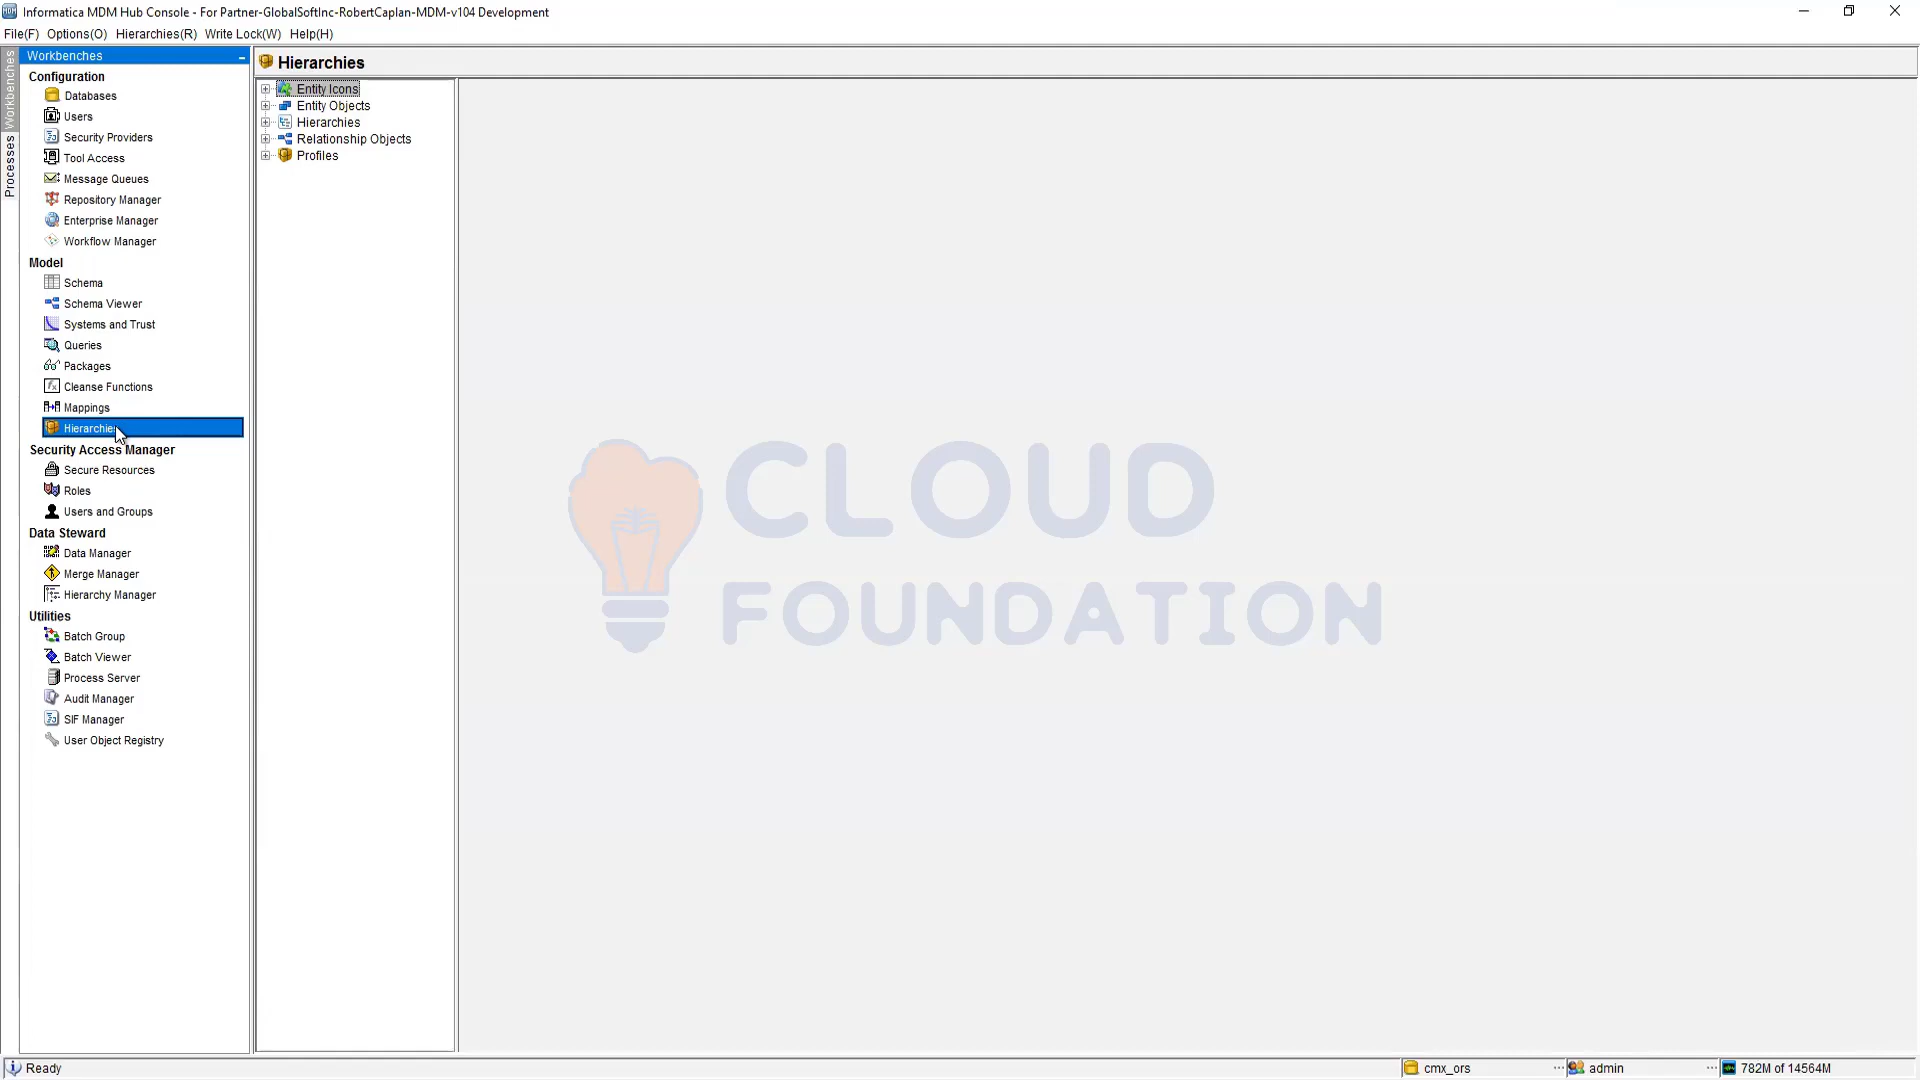 Informatica MDM Hub Console - For Partner-GlobalSoftInc-RobertCaplan-MDM-v104 Development
File(F) Options(O) Hierarchies(R) Write Lock(W) Help(H)
Workbenches
Processes
Workbenches
Configuration
Databases
Users
Security Providers
Tool Access
Message Queues
Repository Manager
Enterprise Manager
Workflow Manager
Model
Schema
Schema Viewer
Systems and Trust
Queries
Packages
Cleanse Functions
Mappings
Hierarchies
Security Access Manager
Secure Resources
Roles
Users and Groups
Data Steward
Data Manager
Merge Manager
Hierarchy Manager
Utilities
Batch Group
Batch Viewer
Process Server
Audit Manager
SIF Manager
User Object Registry
Hierarchies
Entity Icons
Entity Objects
Hierarchies
Relationship Objects
Profiles
CLOUD
FOUNDATION
Ready
cmx_ors
admin
782M of 14564M